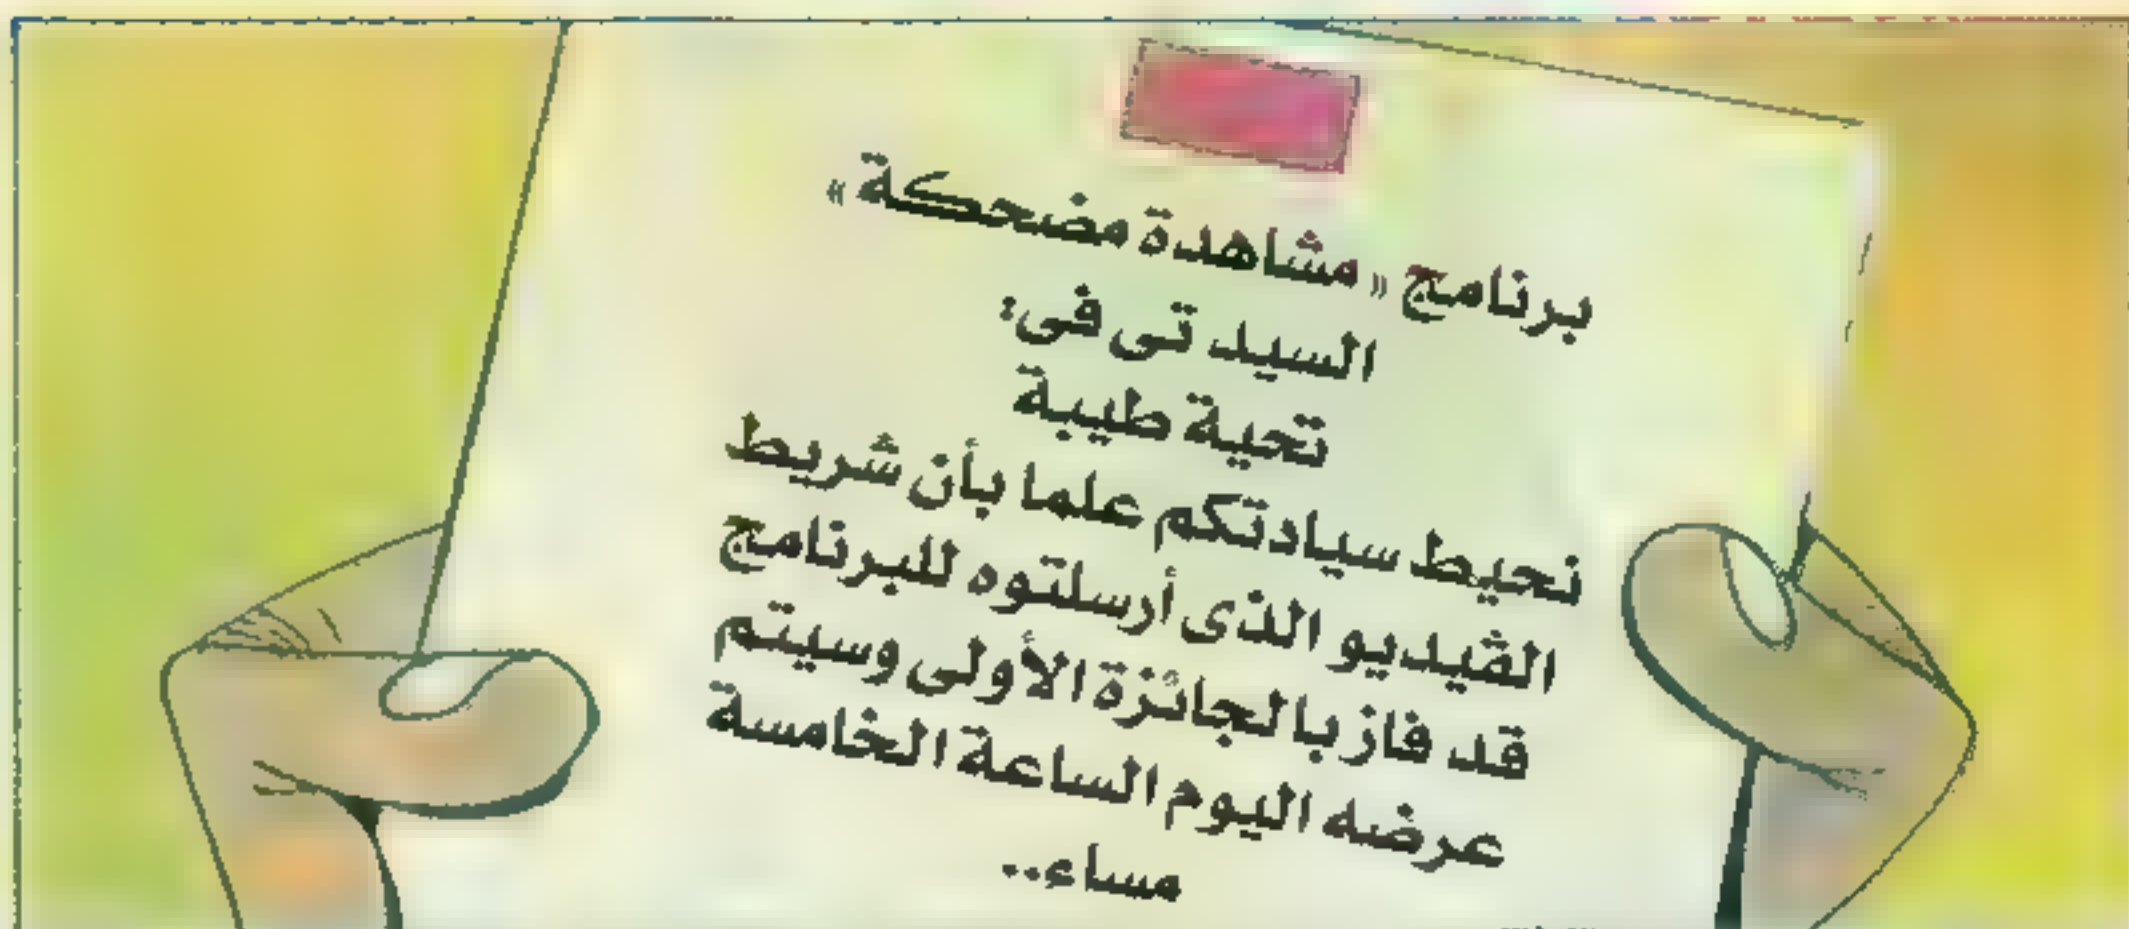 برنامج « مشاهدة مضحكة »
السيد تى فى:
تحية طيبة
نحيط سيادتكم علما بأن شريط
الڤيديو الذى أرسلتوه للبرنامج
قد فاز بالجائزة الأولى وسيتم
عرضه اليوم الساعة الخامسة
مساء..